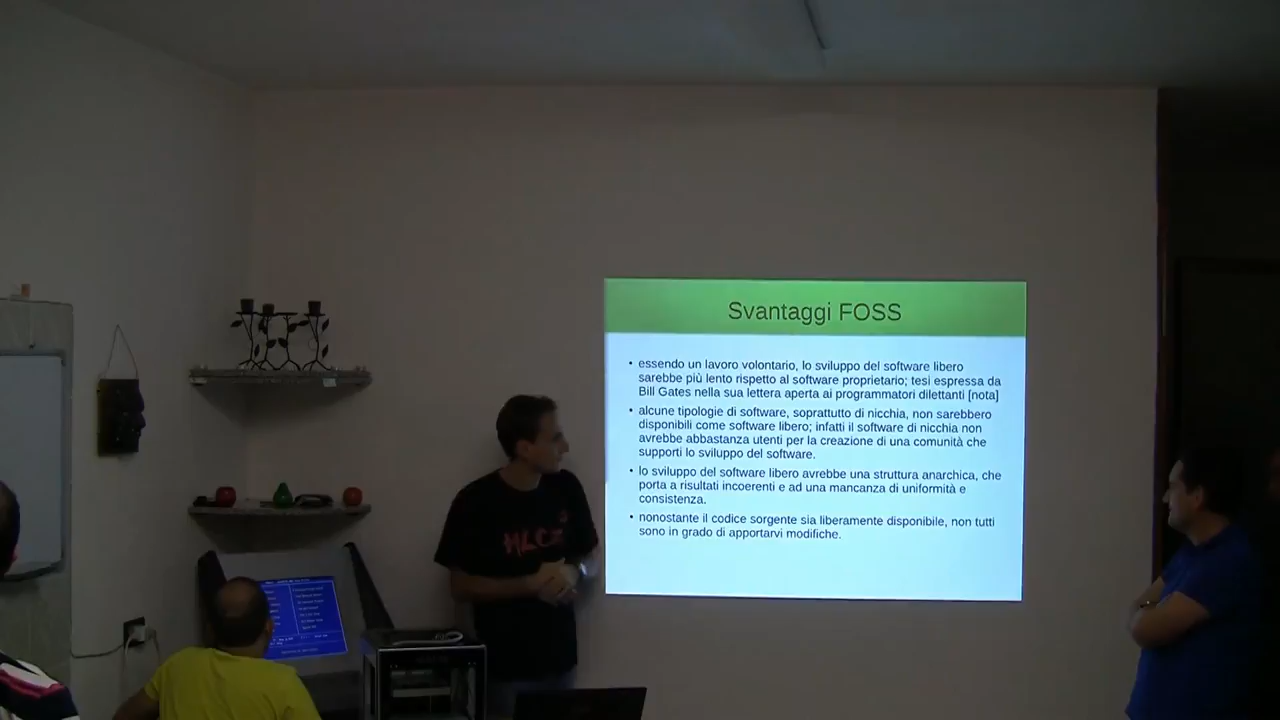 Svantaggi FOSS
• essendo un lavoro volontario, lo sviluppo del software libero
sarebbe più lento rispetto al software proprietario; tesi espressa da
Bill Gates nella sua lettera aperta ai programmatori dilettanti [nota]
• alcune tipologie di software, soprattutto di nicchia, non sarebbero
disponibili come software libero; infatti il software di nicchia non
avrebbe abbastanza utenti per la creazione di una comunità che
supporti lo sviluppo del software.
• lo sviluppo del software libero avrebbe una struttura anarchica, che
porta a risultati incoerenti e ad una mancanza di uniformità e
consistenza.
• nonostante il codice sorgente sia liberamente disponibile, non tutti
sono in grado di apportarvi modifiche.